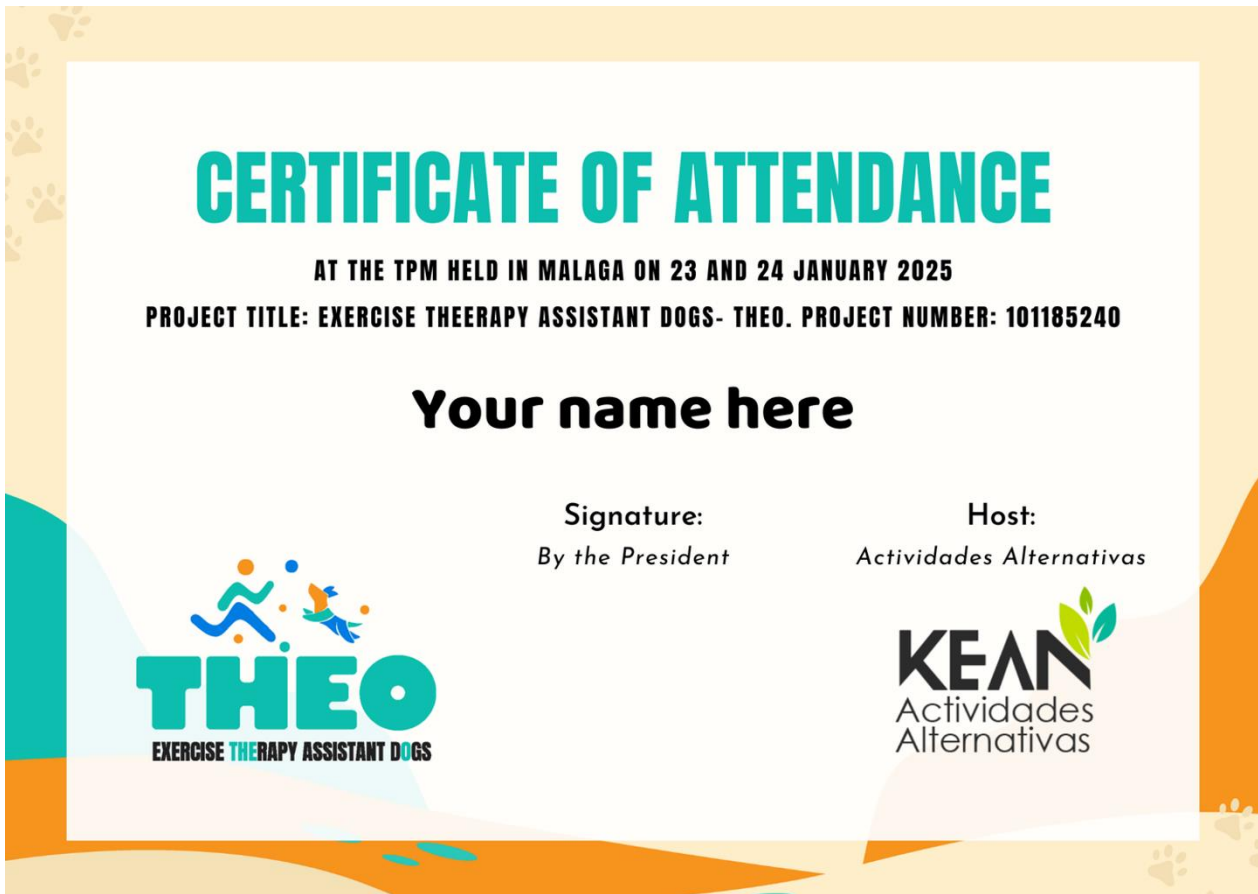 CERTIFICATE OF ATTENDANCE
AT THE TPM HELD IN MALAGA ON 23 AND 24 JANUARY 2025
PROJECT TITLE: EXERCISE THEERAPY ASSISTANT DOGS- THEO. PROJECT NUMBER: 101185240
Your name here
Signature:
By the President
Host:
Actividades Alternativas
THEO
EXERCISE THERAPY ASSISTANT DOGS
KEAN
Actividades
Alternativas